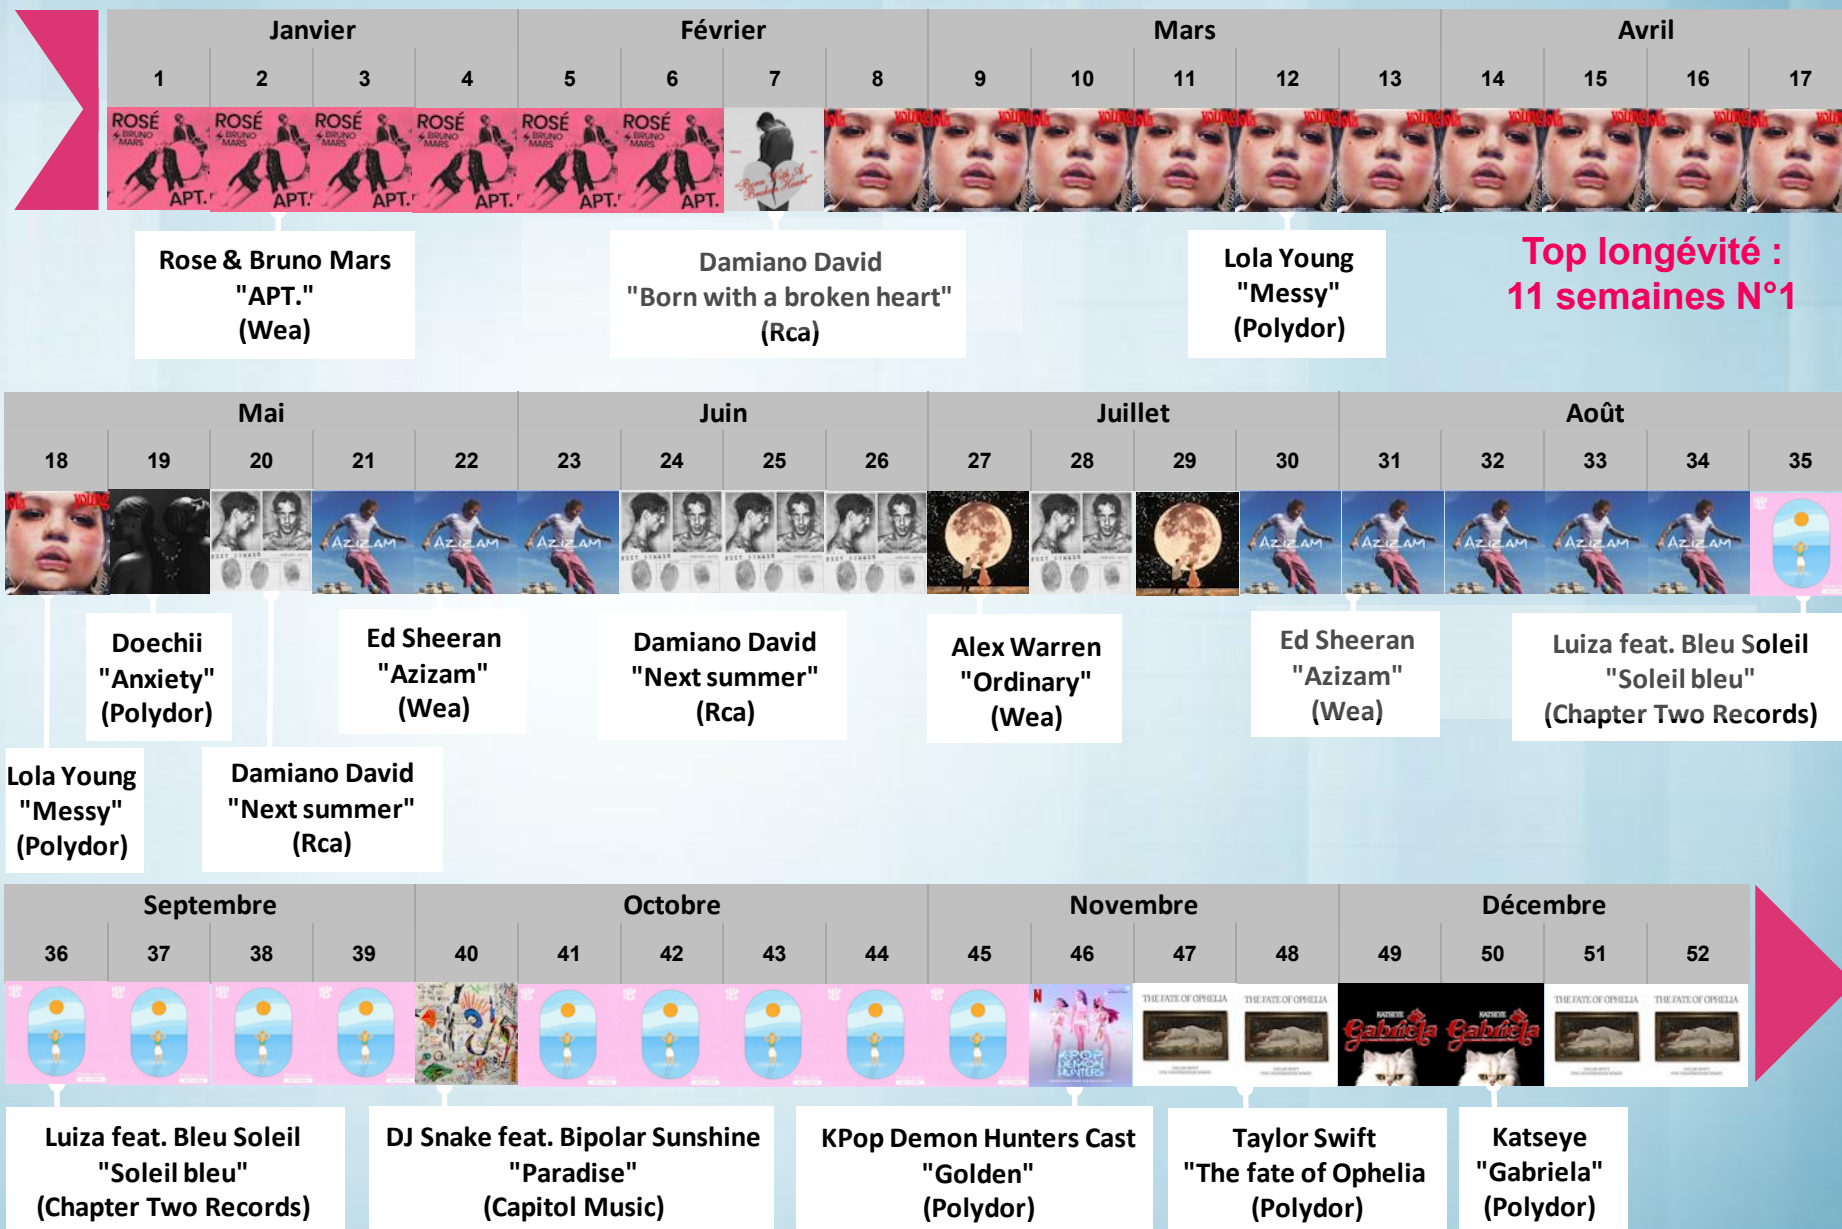 Janvier Février Mars Avril
1 2 3 4 5 6 7 8 9 10 11 12 13 14 15 16 17
Rose & Bruno Mars
"APT."
(Wea)
Damiano David
"Born with a broken heart"
(Rca)
Lola Young
"Messy"
(Polydor)
Top longévité :
11 semaines N°1
Mai Juin Juillet Août
18 19 20 21 22 23 24 25 26 27 28 29 30 31 32 33 34 35
Lola Young
"Messy"
(Polydor)
Doechii
"Anxiety"
(Polydor)
Damiano David
"Next summer"
(Rca)
Ed Sheeran
"Azizam"
(Wea)
Damiano David
"Next summer"
(Rca)
Alex Warren
"Ordinary"
(Wea)
Ed Sheeran
"Azizam"
(Wea)
Luiza feat. Bleu Soleil
"Soleil bleu"
(Chapter Two Records)
Septembre Octobre Novembre Décembre
36 37 38 39 40 41 42 43 44 45 46 47 48 49 50 51 52
Luiza feat. Bleu Soleil
"Soleil bleu"
(Chapter Two Records)
DJ Snake feat. Bipolar Sunshine
"Paradise"
(Capitol Music)
KPop Demon Hunters Cast
"Golden"
(Polydor)
Taylor Swift
"The fate of Ophelia
(Polydor)
Katseye
"Gabriela"
(Polydor)